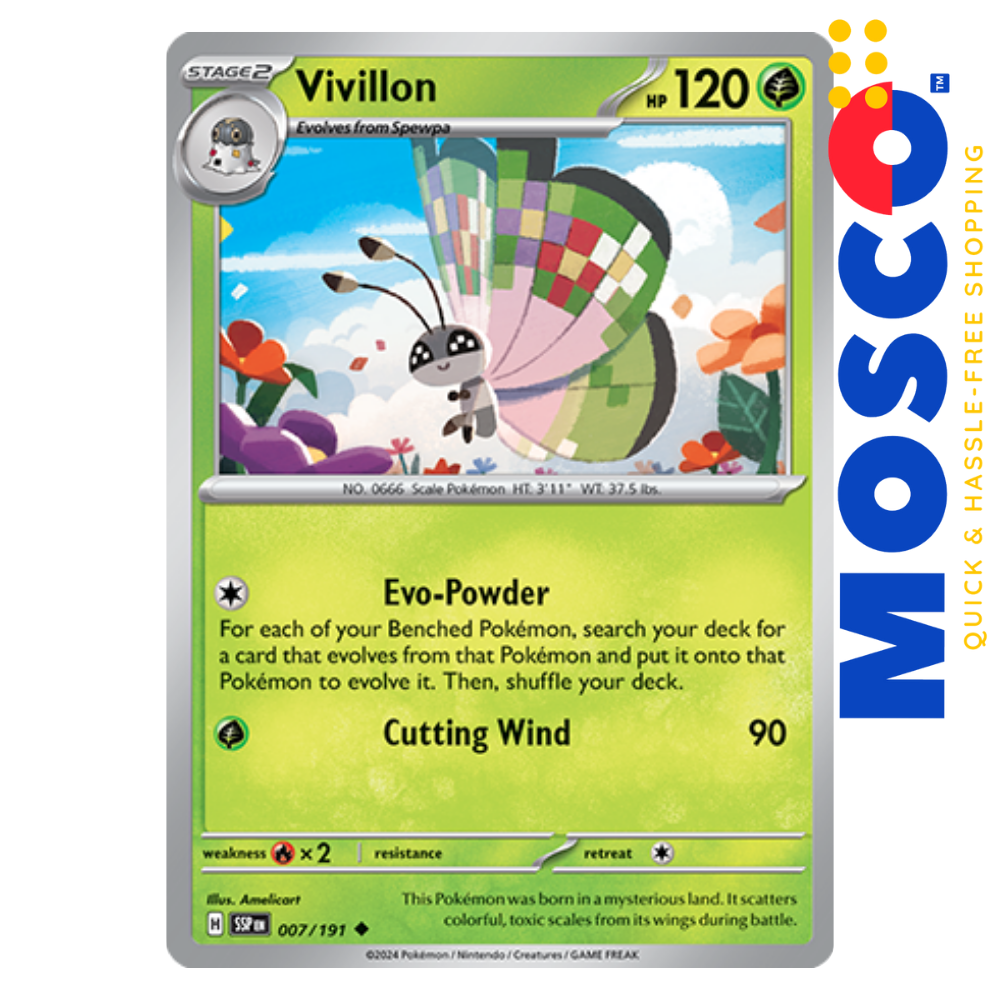 STAGE2
Vivillon
HP 120
Evolves from Spewpa
NO. 0666 Scale Pokémon HT: 3'11" WT: 37.5 lbs.
Evo-Powder
For each of your Benched Pokémon, search your deck for
a card that evolves from that Pokémon and put it onto that
Pokémon to evolve it. Then, shuffle your deck.
Cutting Wind 90
weakness ×2 resistance retreat
Illus. Amelicart
This Pokémon was born in a mysterious land. It scatters
colorful, toxic scales from its wings during battle.
H SSP EN 007/191
©2024 Pokémon / Nintendo / Creatures / GAME FREAK
MOSCO
TM
QUICK & HASSLE-FREE SHOPPING